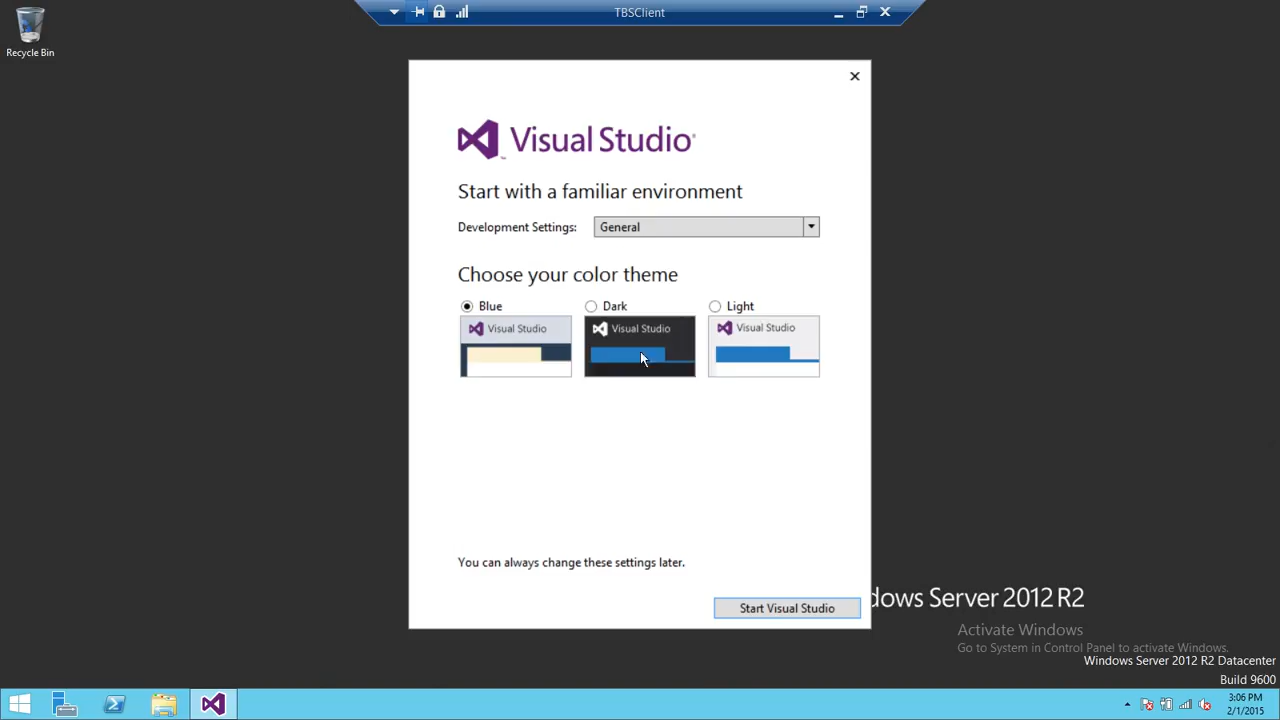 TBSClient
Recycle Bin
Visual Studio
Start with a familiar environment
Development Settings: General
Choose your color theme
Blue Dark Light
Visual Studio Visual Studio Visual Studio
You can always change these settings later.
Start Visual Studio
dows Server 2012 R2
Activate Windows
Go to System in Control Panel to activate Windows.
Windows Server 2012 R2 Datacenter
Build 9600
3:06 PM
2/1/2015